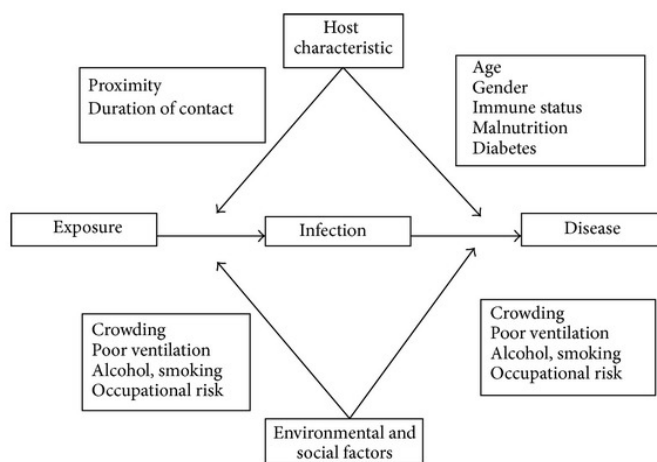 Host
characteristic
Proximity
Duration of contact
Age
Gender
Immune status
Malnutrition
Diabetes
Exposure
Infection
Disease
Crowding
Poor ventilation
Alcohol, smoking
Occupational risk
Crowding
Poor ventilation
Alcohol, smoking
Occupational risk
Environmental and
social factors